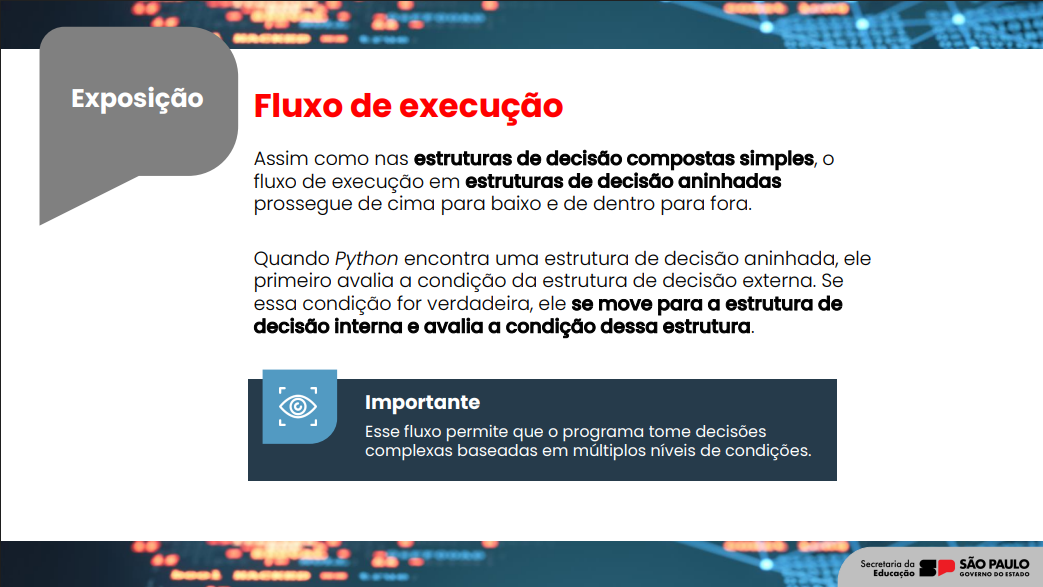 Exposição
Fluxo de execução
Assim como nas estruturas de decisão compostas simples, o
fluxo de execução em estruturas de decisão aninhadas
prossegue de cima para baixo e de dentro para fora.
Quando Python encontra uma estrutura de decisão aninhada, ele
primeiro avalia a condição da estrutura de decisão externa. Se
essa condição for verdadeira, ele se move para a estrutura de
decisão interna e avalia a condição dessa estrutura.
Importante
Esse fluxo permite que o programa tome decisões
complexas baseadas em múltiplos níveis de condições.
Secretaria da
Educação
SÃO PAULO
GOVERNO DO ESTADO